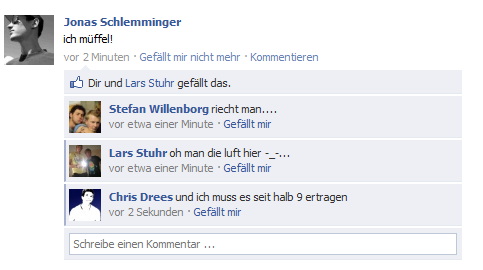 Jonas Schlemminger
ich müffel!
vor 2 Minuten · Gefällt mir nicht mehr · Kommentieren
Dir und Lars Stuhr gefällt das.
Stefan Willenborg riecht man....
vor etwa einer Minute · Gefällt mir
Lars Stuhr oh man die luft hier -_-...
vor etwa einer Minute · Gefällt mir
Chris Drees und ich muss es seit halb 9 ertragen
vor 2 Sekunden · Gefällt mir
Schreibe einen Kommentar ...